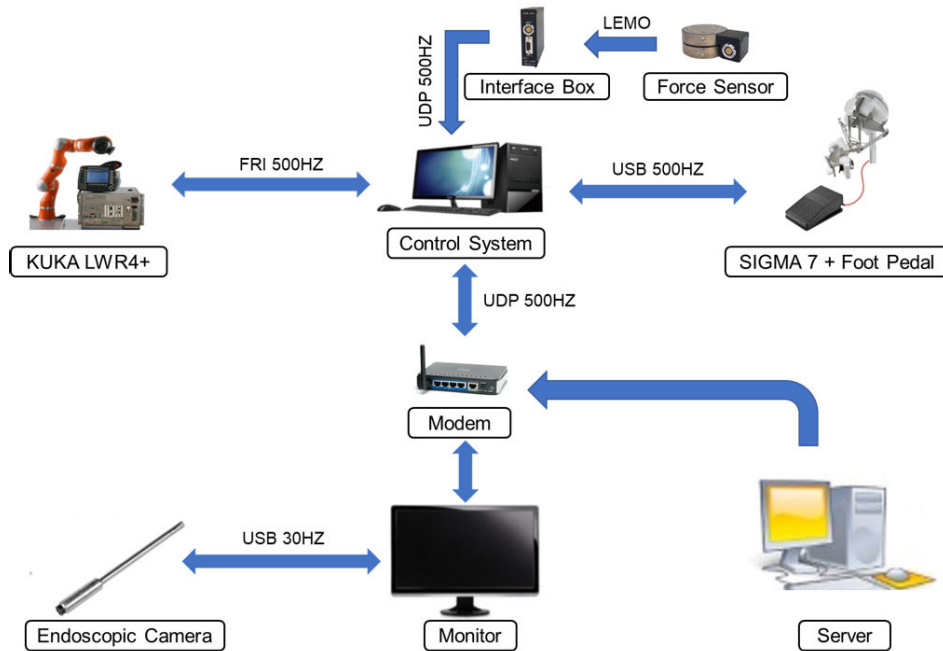 LEMO
Interface Box
Force Sensor
UDP 500HZ
FRI 500HZ
USB 500HZ
KUKA LWR4+
Control System
SIGMA 7 + Foot Pedal
UDP 500HZ
Modem
USB 30HZ
Endoscopic Camera
Monitor
Server